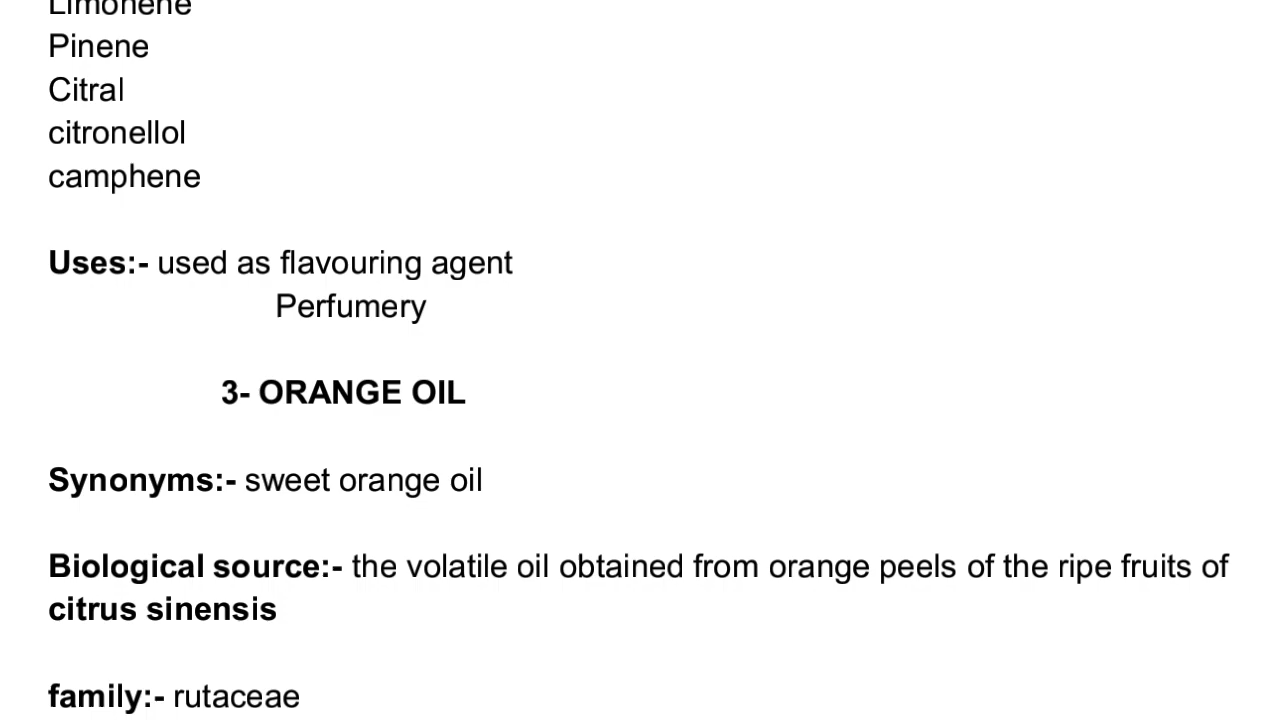 Limonene
Pinene
Citral
citronellol
camphene
Uses:- used as flavouring agent
Perfumery
3- ORANGE OIL
Synonyms:- sweet orange oil
Biological source:- the volatile oil obtained from orange peels of the ripe fruits of
citrus sinensis
family:- rutaceae